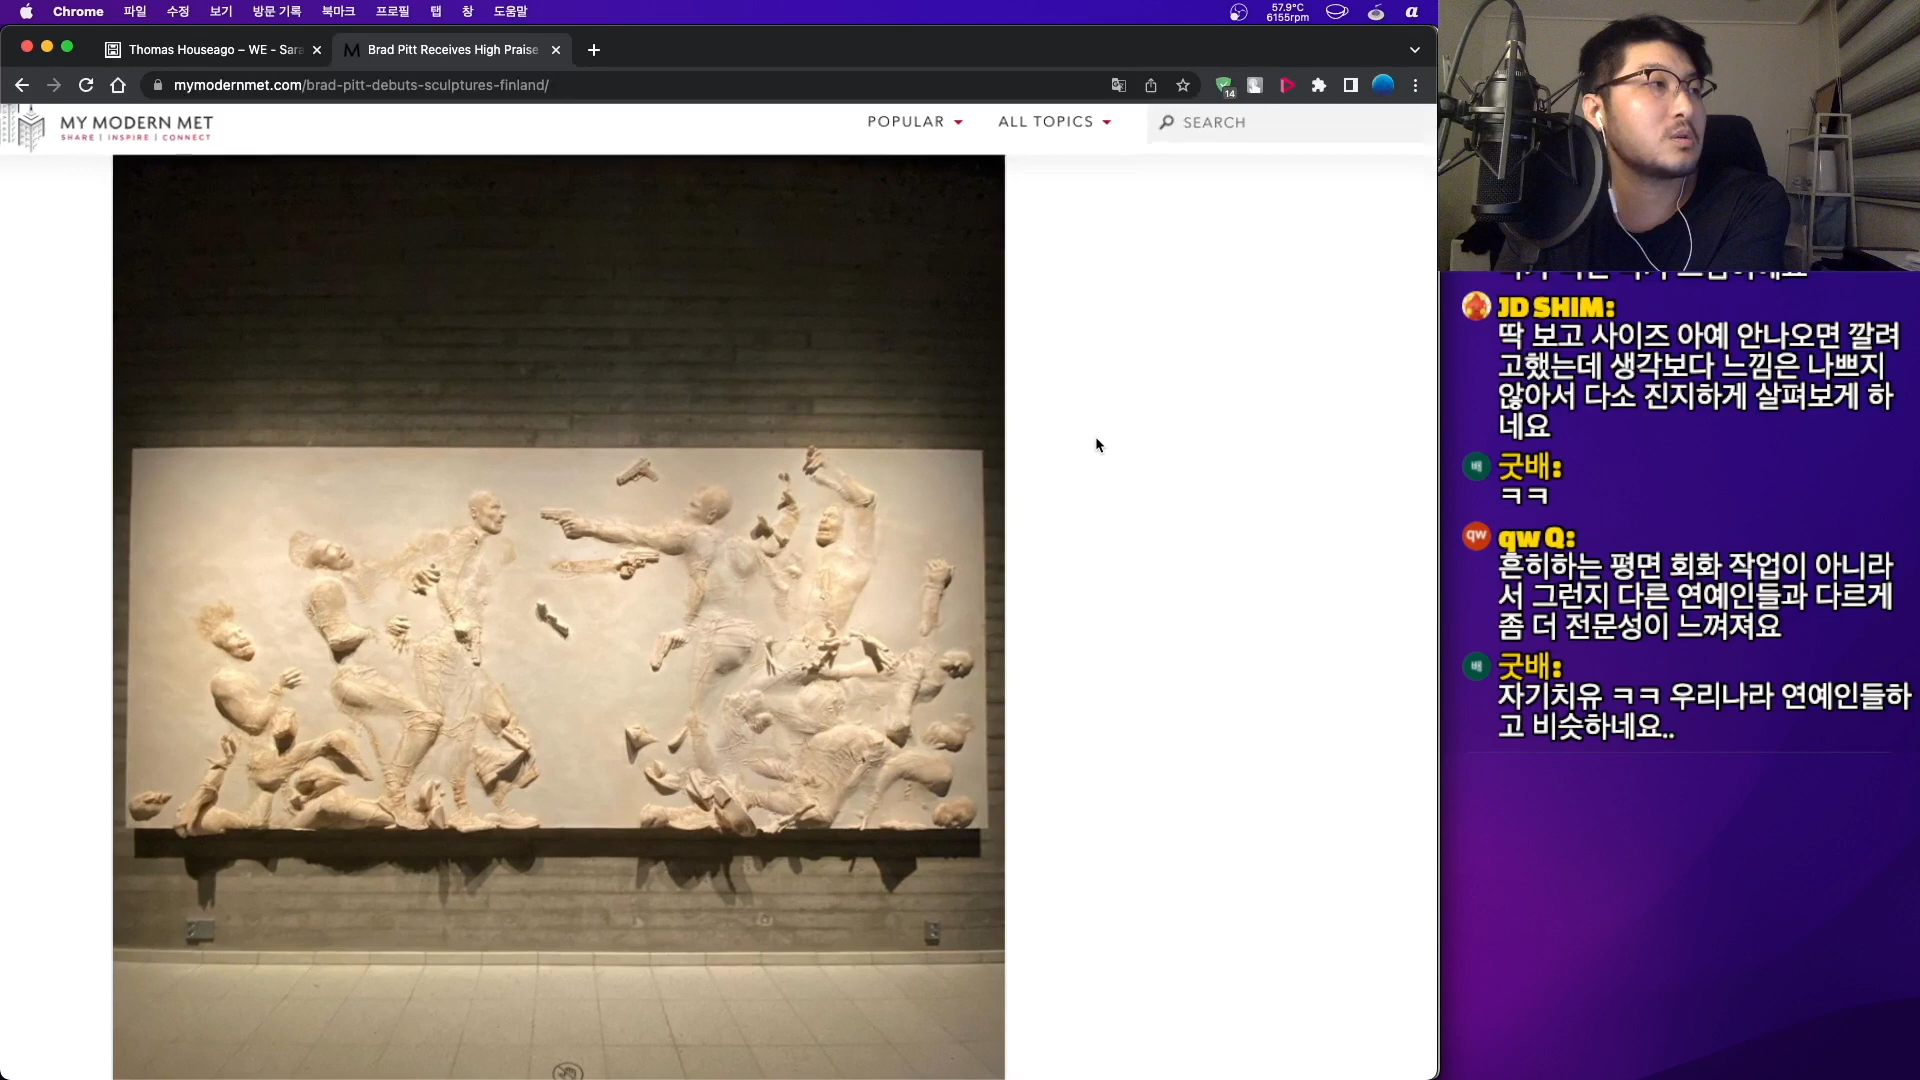 Chrome 파일 수정 보기 방문 기록 북마크 프로필 탭 창 도움말
57.9°C
6155rpm
Thomas Houseago – WE - Sara
Brad Pitt Receives High Praise
mymodernmet.com/brad-pitt-debuts-sculptures-finland/
14
MY MODERN MET
SHARE | INSPIRE | CONNECT
POPULAR
ALL TOPICS
SEARCH
JD SHIM:
딱 보고 사이즈 아예 안나오면 깔려
고했는데 생각보다 느낌은 나쁘지
않아서 다소 진지하게 살펴보게 하
네요
배
굿배:
ㅋㅋ
qw
qw Q:
흔히하는 평면 회화 작업이 아니라
서 그런지 다른 연예인들과 다르게
좀 더 전문성이 느껴져요
배
굿배:
자기치유 ㅋㅋ 우리나라 연예인들하
고 비슷하네요..